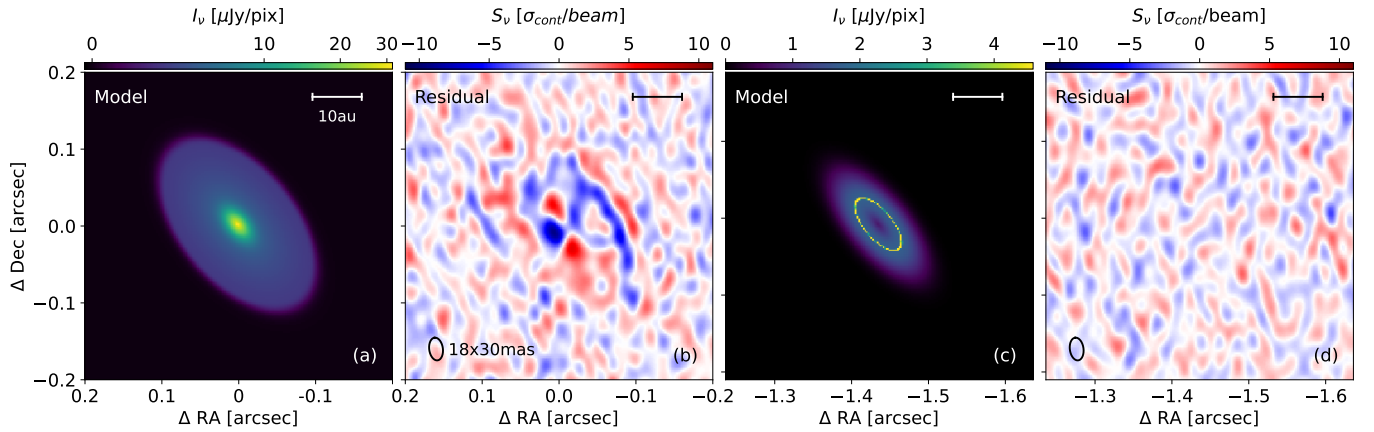 I_ν [μJy/pix]
S_ν [σ_cont/beam]
I_ν [μJy/pix]
S_ν [σ_cont/beam]
0 10 20 30
−10 −5 0 5 10
0 1 2 3 4
−10 −5 0 5 10
Model
10au
(a)
Residual
18x30mas
(b)
Model
(c)
Residual
(d)
0.2
0.1
0.0
−0.1
−0.2
Δ Dec [arcsec]
0.2 0.1 0 -0.1
0.2 0.1 0.0 −0.1 −0.2
−1.3 −1.4 −1.5 −1.6
−1.3 −1.4 −1.5 −1.6
Δ RA [arcsec]
Δ RA [arcsec]
Δ RA [arcsec]
Δ RA [arcsec]